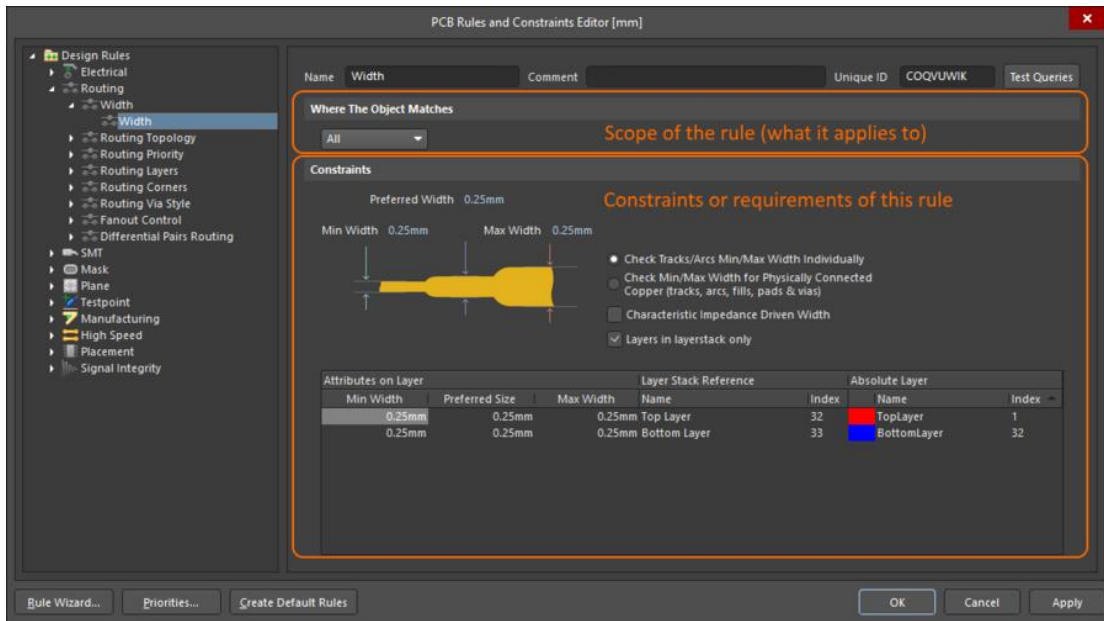 PCB Rules and Constraints Editor [mm]
Design Rules
Electrical
Routing
Width
Width
Routing Topology
Routing Priority
Routing Layers
Routing Corners
Routing Via Style
Fanout Control
Differential Pairs Routing
SMT
Mask
Plane
Testpoint
Manufacturing
High Speed
Placement
Signal Integrity
Name Width Comment Unique ID COQVUWIK Test Queries
Where The Object Matches
All Scope of the rule (what it applies to)
Constraints
Preferred Width 0.25mm Constraints or requirements of this rule
Min Width 0.25mm Max Width 0.25mm
Check Tracks/Arcs Min/Max Width Individually
Check Min/Max Width for Physically Connected
Copper (tracks, arcs, fills, pads & vias)
Characteristic Impedance Driven Width
Layers in layerstack only
Attributes on Layer Layer Stack Reference Absolute Layer
Min Width Preferred Size Max Width Name Index Name Index
0.25mm 0.25mm 0.25mm Top Layer 32 TopLayer 1
0.25mm 0.25mm 0.25mm Bottom Layer 33 BottomLayer 32
Rule Wizard... Priorities... Create Default Rules OK Cancel Apply